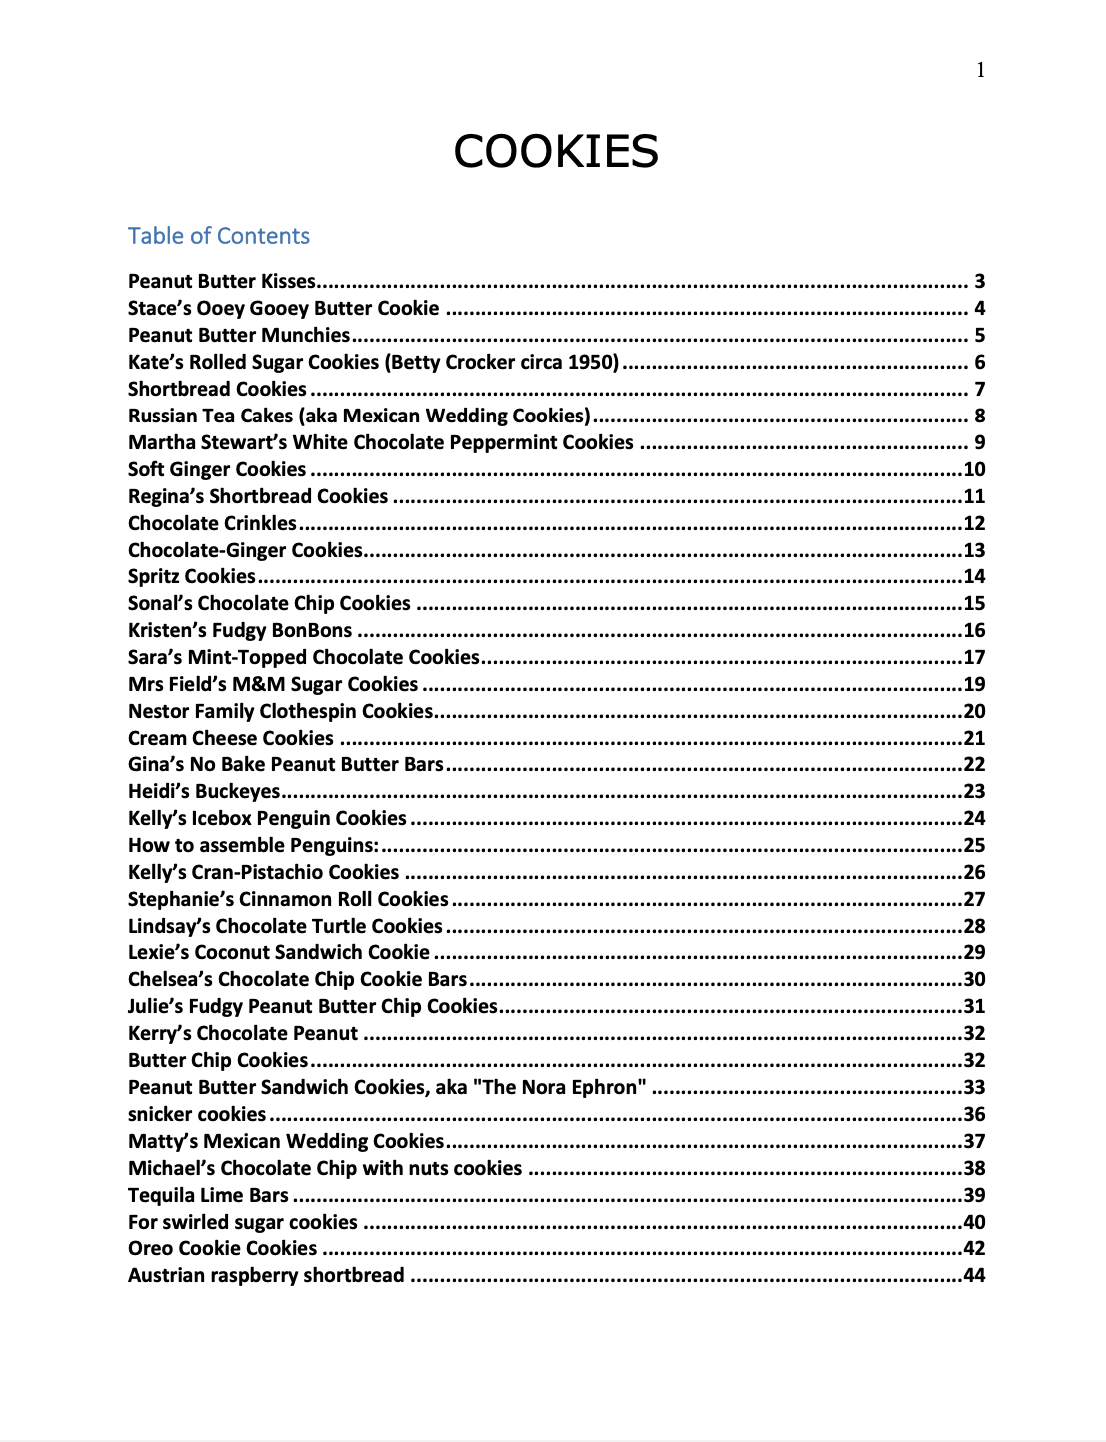 1
COOKIES
Table of Contents
Peanut Butter Kisses.................................................................................................................. 3
Stace’s Ooey Gooey Butter Cookie ........................................................................................... 4
Peanut Butter Munchies........................................................................................................... 5
Kate’s Rolled Sugar Cookies (Betty Crocker circa 1950)............................................................ 6
Shortbread Cookies .................................................................................................................. 7
Russian Tea Cakes (aka Mexican Wedding Cookies)................................................................. 8
Martha Stewart’s White Chocolate Peppermint Cookies ......................................................... 9
Soft Ginger Cookies .................................................................................................................10
Regina’s Shortbread Cookies ...................................................................................................11
Chocolate Crinkles...................................................................................................................12
Chocolate-Ginger Cookies........................................................................................................13
Spritz Cookies..........................................................................................................................14
Sonal’s Chocolate Chip Cookies ...............................................................................................15
Kristen’s Fudgy BonBons .........................................................................................................16
Sara’s Mint-Topped Chocolate Cookies....................................................................................17
Mrs Field’s M&M Sugar Cookies ..............................................................................................19
Nestor Family Clothespin Cookies............................................................................................20
Cream Cheese Cookies ............................................................................................................21
Gina’s No Bake Peanut Butter Bars..........................................................................................22
Heidi’s Buckeyes......................................................................................................................23
Kelly’s Icebox Penguin Cookies ................................................................................................24
How to assemble Penguins:.....................................................................................................25
Kelly’s Cran-Pistachio Cookies .................................................................................................26
Stephanie’s Cinnamon Roll Cookies.........................................................................................27
Lindsay’s Chocolate Turtle Cookies..........................................................................................28
Lexie’s Coconut Sandwich Cookie............................................................................................29
Chelsea’s Chocolate Chip Cookie Bars......................................................................................30
Julie’s Fudgy Peanut Butter Chip Cookies.................................................................................31
Kerry’s Chocolate Peanut ........................................................................................................32
Butter Chip Cookies.................................................................................................................32
Peanut Butter Sandwich Cookies, aka "The Nora Ephron" ......................................................33
snicker cookies........................................................................................................................36
Matty’s Mexican Wedding Cookies..........................................................................................37
Michael’s Chocolate Chip with nuts cookies ............................................................................38
Tequila Lime Bars ....................................................................................................................39
For swirled sugar cookies ........................................................................................................40
Oreo Cookie Cookies ...............................................................................................................42
Austrian raspberry shortbread ................................................................................................44